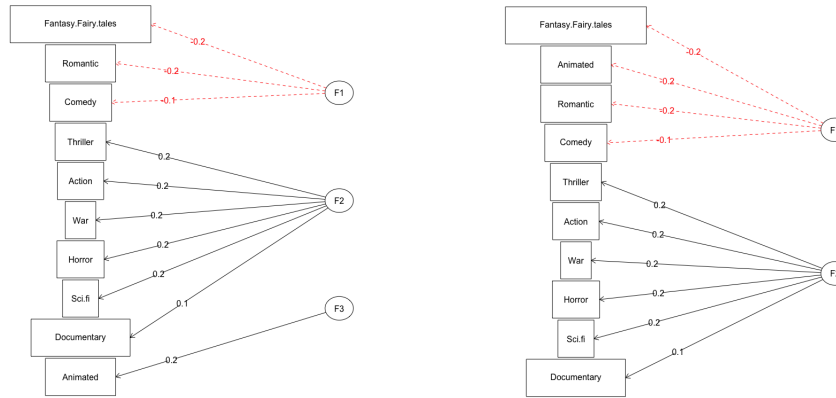 Fantasy.Fairy.tales
-0.2
Romantic
-0.2
F1
Comedy
-0.1
Thriller
0.2
Action
0.2
F2
War
0.2
Horror
0.2
Sci.fi
0.2
0.1
F3
Documentary
Animated
0.2
Fantasy.Fairy.tales
-0.2
Animated
-0.2
Romantic
-0.2
Comedy
-0.1
Thriller
0.2
Action
0.2
War
0.2
Horror
0.2
Sci.fi
0.2
0.1
Documentary